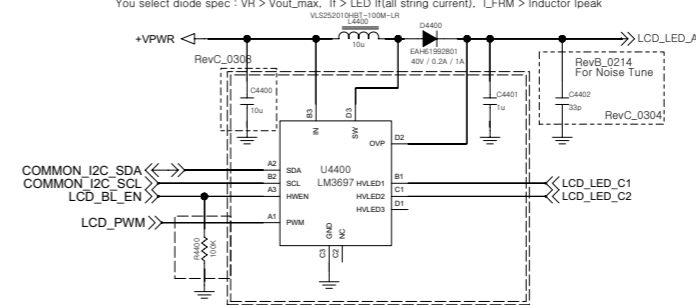 You select diode spec : VR > Vout_max, If > LED If(all string current), I_FRM > Inductor Ipeak
VLS252010HBT-100M-LR
L4400
10u
D4400
EAH61992801
40V / 0.2A / 1A
+VPWR
LCD_LED_A
RevC_0303
RevB_0214
For Noise Tune
C4400
10u
C4401
1u
C4402
33p
RevC_0304
B3
D3
IN
SW
OVP
D2
U4400
LM3697
COMMON_I2C_SDA
A2
SDA
COMMON_I2C_SCL
B2
SCL
LCD_BL_EN
A3
HWEN
LCD_PWM
A1
PWM
HVLED1
B1
LCD_LED_C1
HVLED2
C1
LCD_LED_C2
HVLED3
D1
R4400
100K
GND
NC
C3
C2